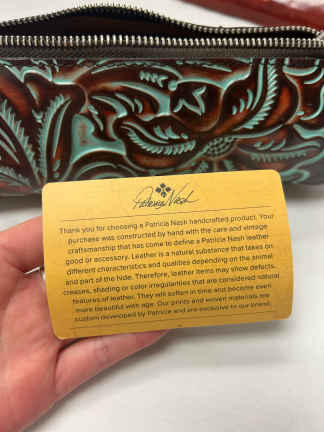 Patricia Nash
Thank you for choosing a Patricia Nash handcrafted product. Your
purchase was constructed by hand with the care and vintage
craftsmanship that has come to define a Patricia Nash leather
good or accessory. Leather is a natural substance that takes on
different characteristics and qualities depending on the animal
and part of the hide. Therefore, leather items may show defects,
creases, shading or color irregularities that are considered natural
features of leather. They will soften in time and become even
more beautiful with age. Our prints and woven materials are
custom developed by Patricia and are exclusive to our brand.